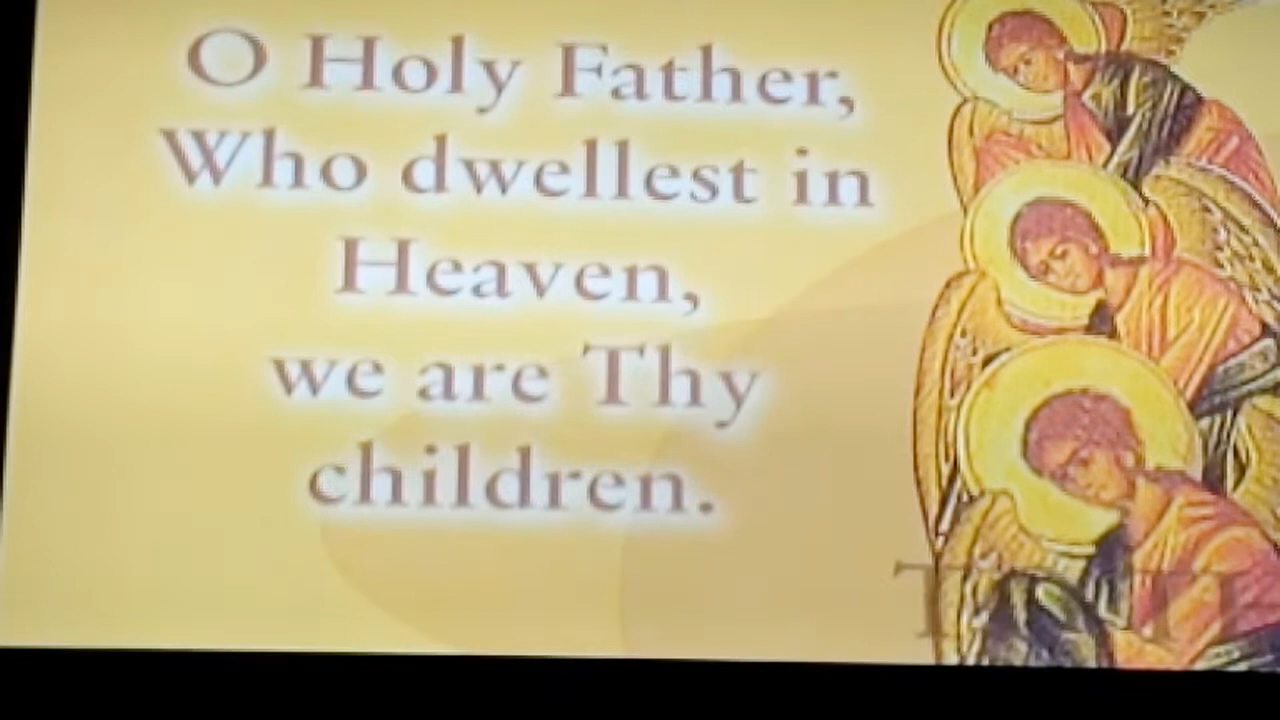 O Holy Father,
Who dwellest in
Heaven,
we are Thy
children.